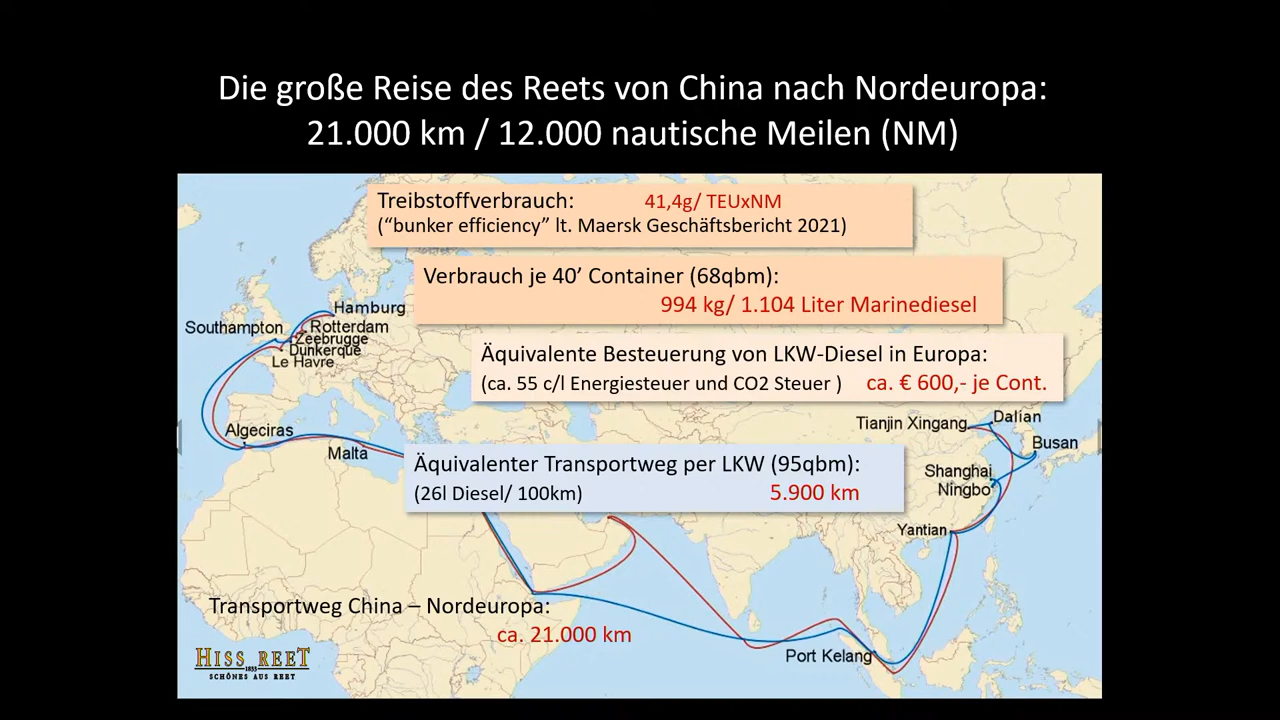 Die große Reise des Reets von China nach Nordeuropa:
21.000 km / 12.000 nautische Meilen (NM)
Treibstoffverbrauch: 41,4g/ TEUxNM
(“bunker efficiency” lt. Maersk Geschäftsbericht 2021)
Verbrauch je 40’ Container (68qbm):
994 kg/ 1.104 Liter Marinediesel
Äquivalente Besteuerung von LKW-Diesel in Europa:
(ca. 55 c/l Energiesteuer und CO2 Steuer ) ca. € 600,- je Cont.
Äquivalenter Transportweg per LKW (95qbm):
(26l Diesel/ 100km) 5.900 km
Hamburg
Southampton
Rotterdam
Zeebrugge
Dunkerque
Le Havre
Algeciras
Malta
Tianjin Xingang
Dalian
Busan
Shanghai
Ningbo
Yantian
Port Kelang
Transportweg China – Nordeuropa:
ca. 21.000 km
HISS REET
1833
SCHÖNES AUS REET